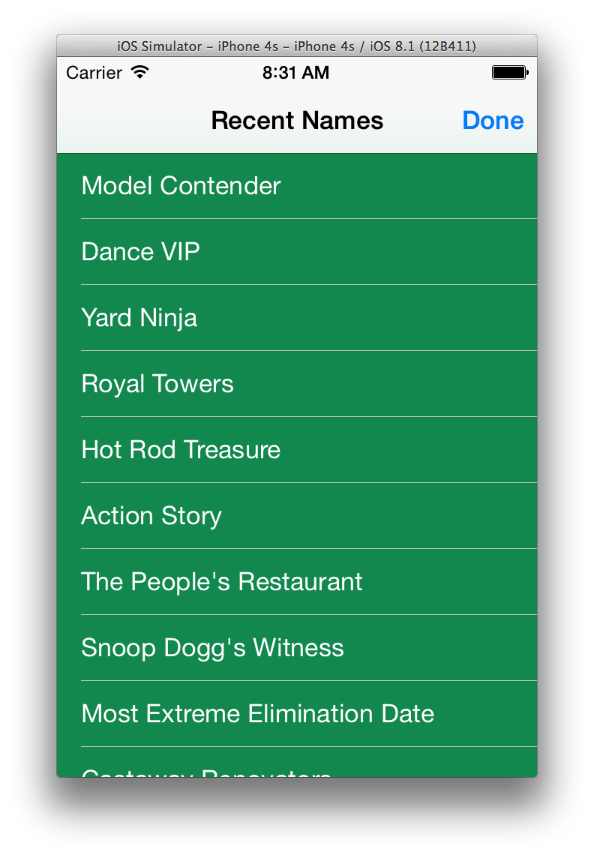 iOS Simulator – iPhone 4s – iPhone 4s / iOS 8.1 (12B411)
Carrier 8:31 AM
Recent Names Done
Model Contender
Dance VIP
Yard Ninja
Royal Towers
Hot Rod Treasure
Action Story
The People's Restaurant
Snoop Dogg's Witness
Most Extreme Elimination Date
Castaway Renovators